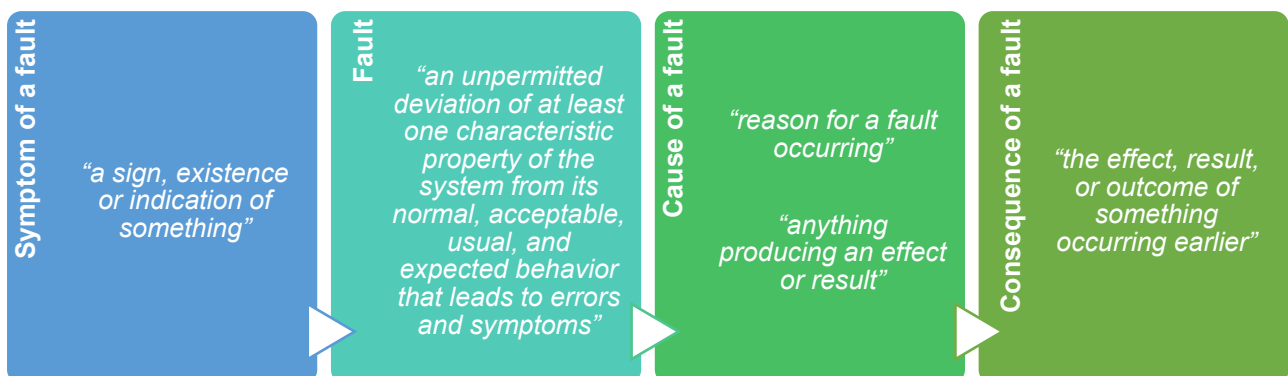 Symptom of a fault
“a sign, existence
or indication of
something”
Fault
“an unpermitted
deviation of at least
one characteristic
property of the
system from its
normal, acceptable,
usual, and
expected behavior
that leads to errors
and symptoms”
Cause of a fault
“reason for a fault
occurring”
“anything
producing an effect
or result”
Consequence of a fault
“the effect, result,
or outcome of
something
occurring earlier”